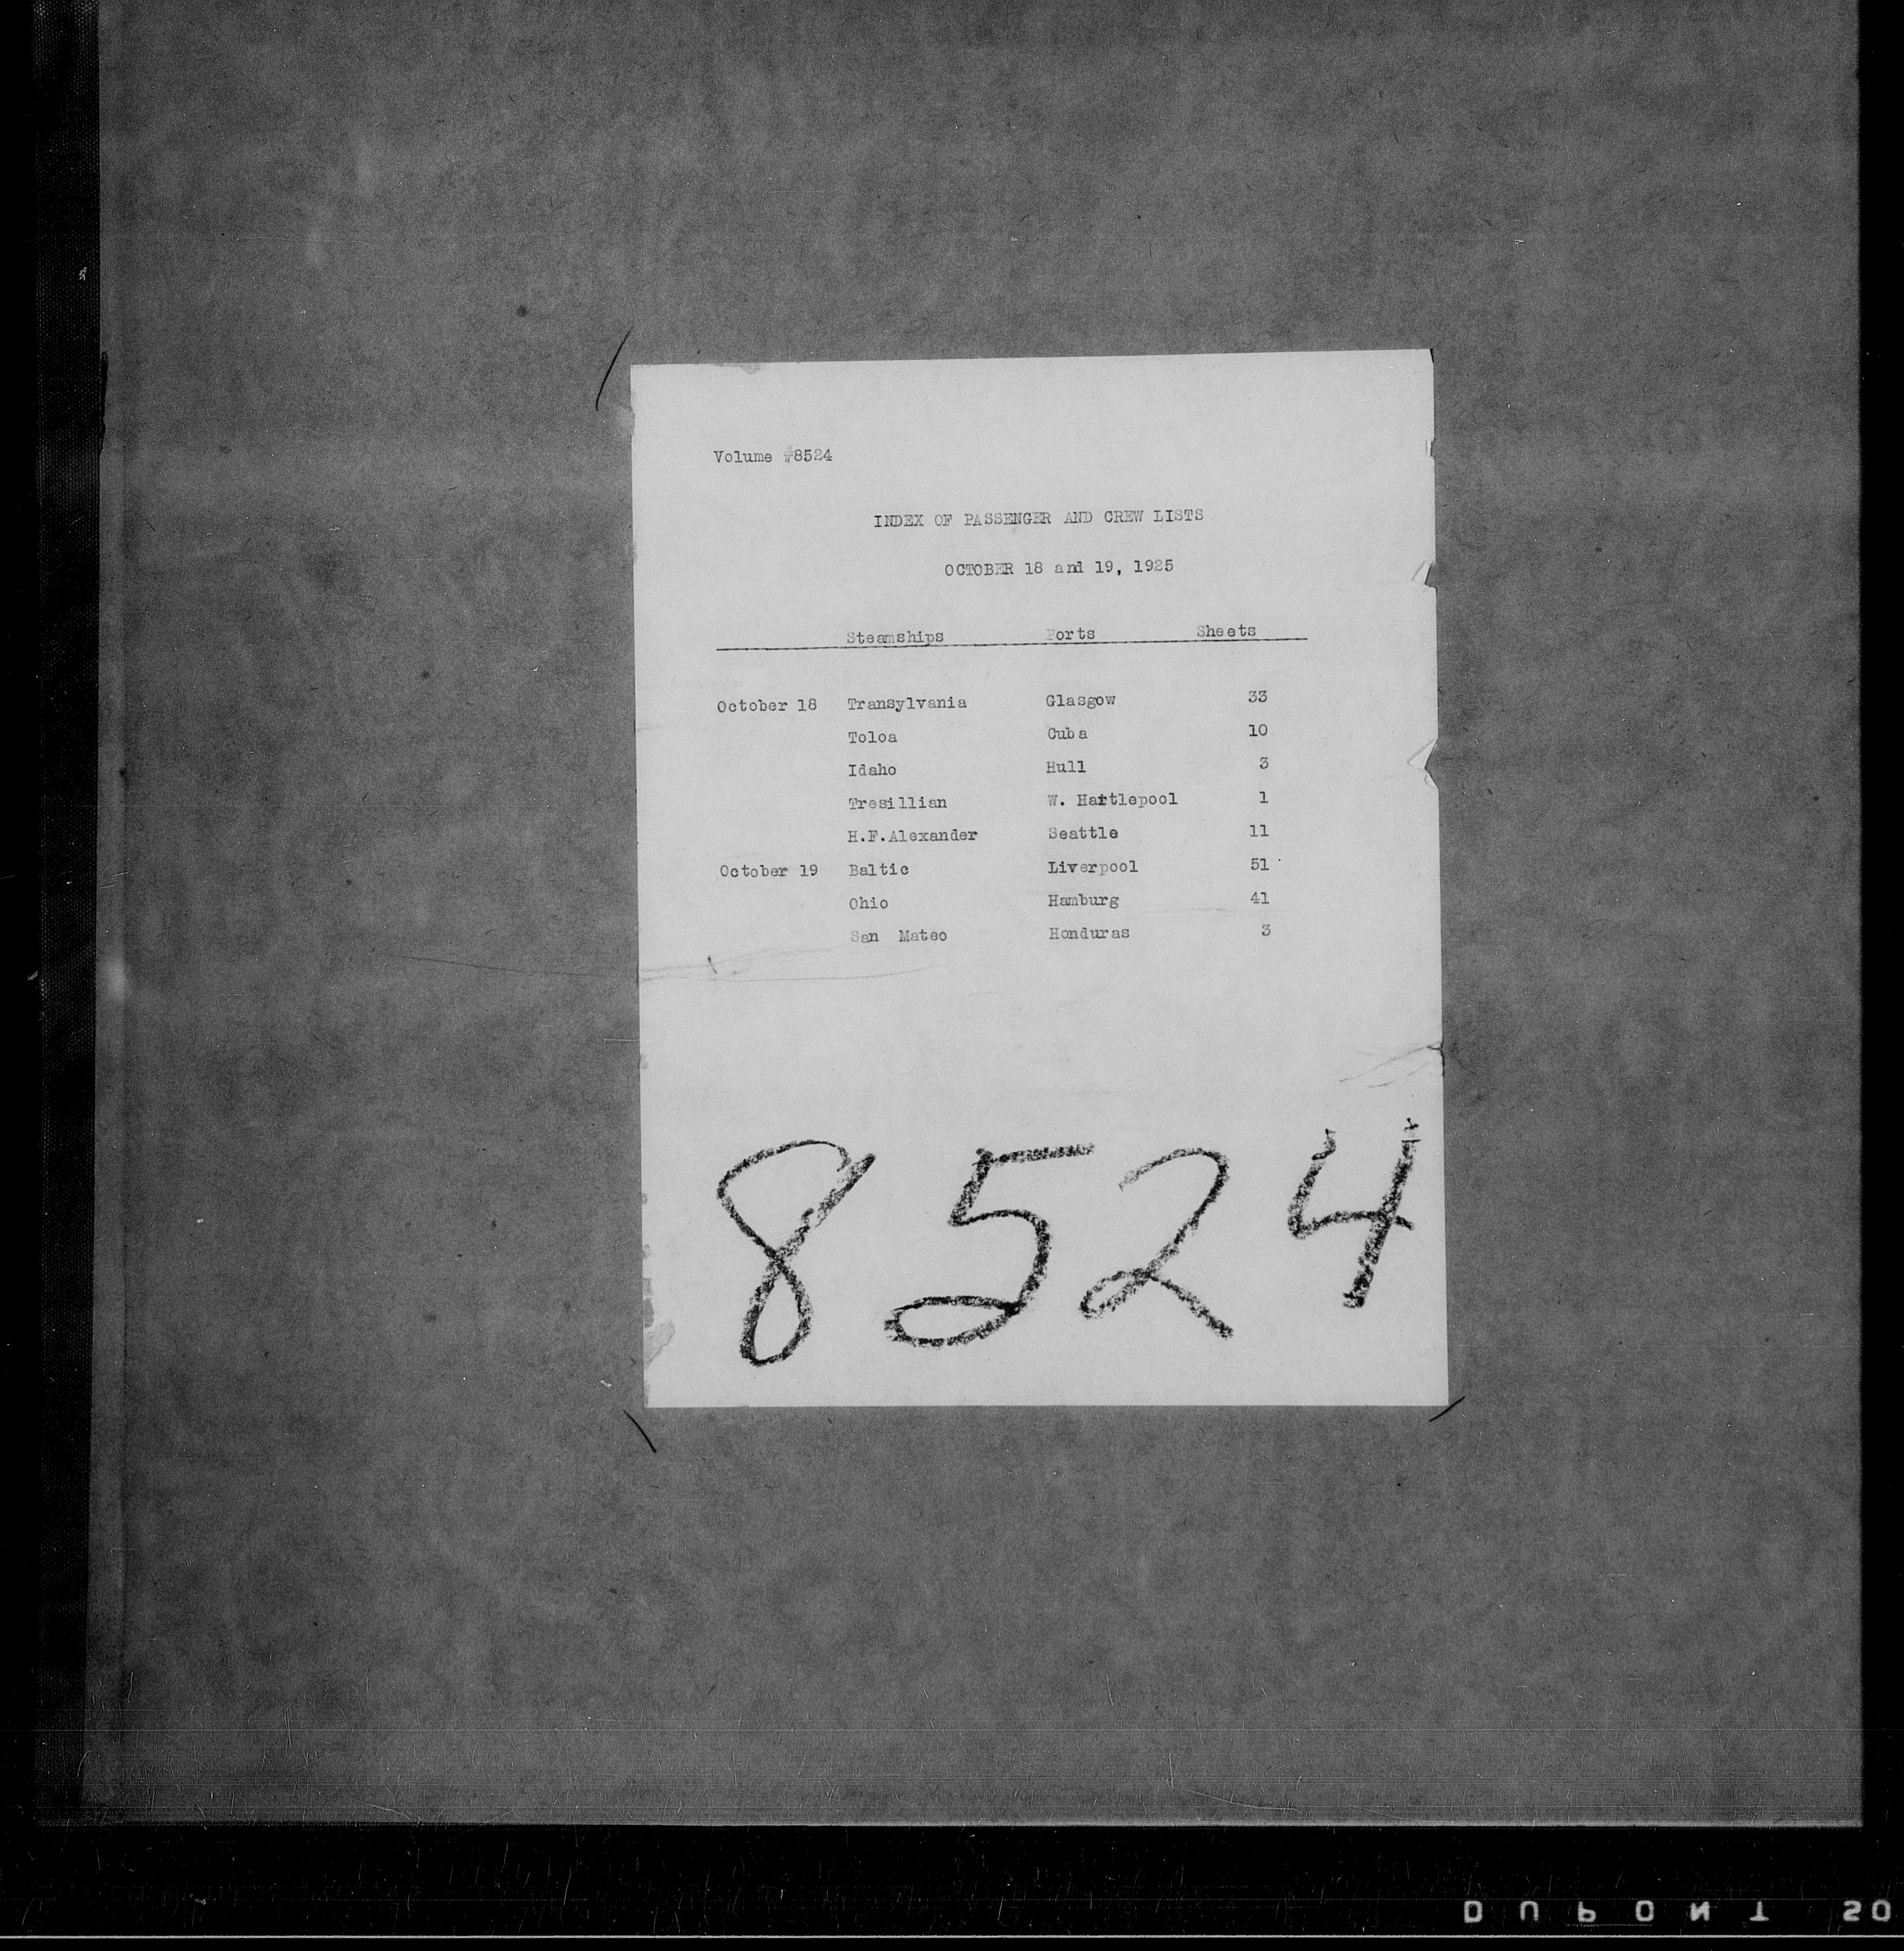 Volume #8524
INDEX OF PASSENGER AND CREW LISTS
OCTOBER 18 and 19, 1925
Steamships Ports Sheets
October 18 Transylvania Glasgow 33
Toloa Cuba 10
Idaho Hull 3
Tresillian W. Hartlepool 1
H.F.Alexander Seattle 11
October 19 Baltic Liverpool 51
Ohio Hamburg 41
San Mateo Honduras 3
8524
DUPONT SO